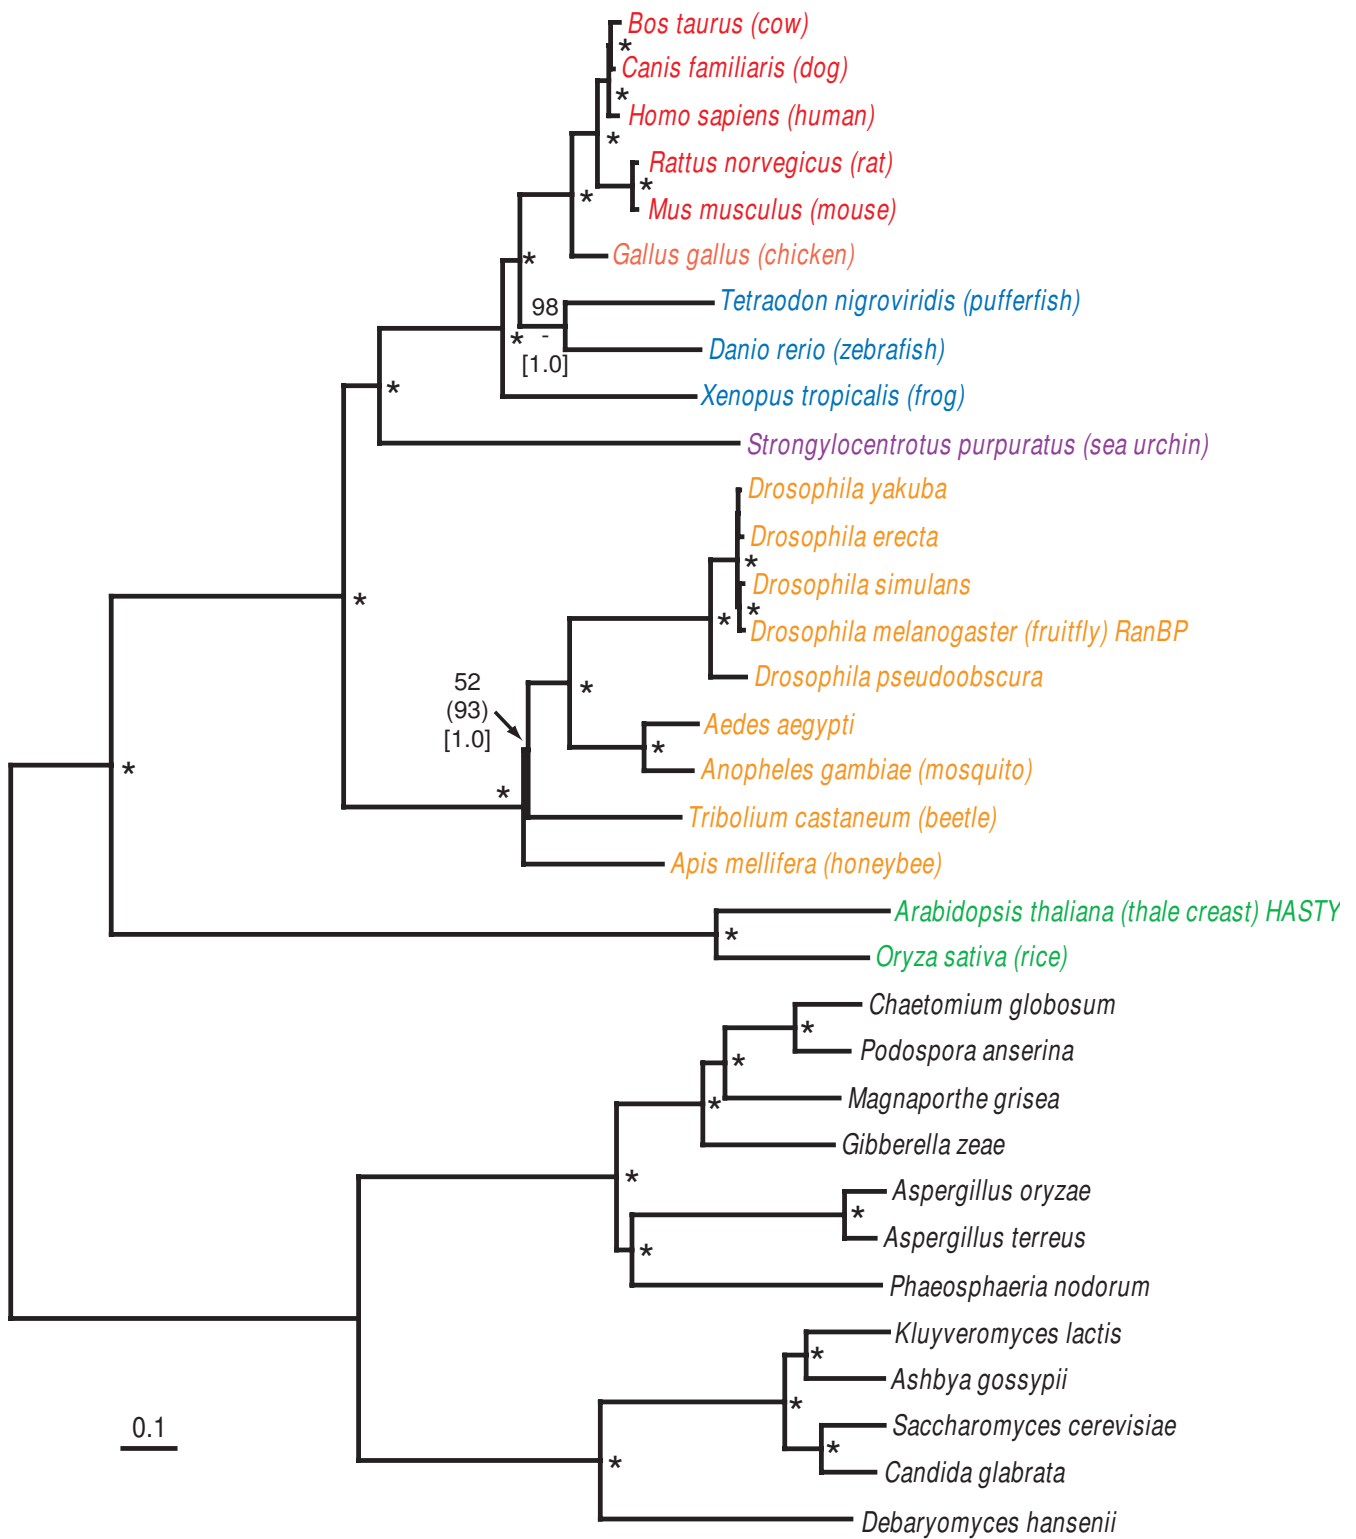 Bos taurus (cow)
*
Canis familiaris (dog)
*
Homo sapiens (human)
*
Rattus norvegicus (rat)
*
*
Mus musculus (mouse)
Gallus gallus (chicken)
*
Tetraodon nigroviridis (pufferfish)
98
*
-
Danio rerio (zebrafish)
[1.0]
*
Xenopus tropicalis (frog)
Strongylocentrotus purpuratus (sea urchin)
Drosophila yakuba
Drosophila erecta
*
Drosophila simulans
*
*
*
Drosophila melanogaster (fruitfly) RanBP
Drosophila pseudoobscura
52
*
(93)
Aedes aegypti
[1.0]
*
*
Anopheles gambiae (mosquito)
*
Tribolium castaneum (beetle)
Apis mellifera (honeybee)
Arabidopsis thaliana (thale creast) HASTY
*
Oryza sativa (rice)
Chaetomium globosum
*
Podospora anserina
*
Magnaporthe grisea
*
Gibberella zeae
*
Aspergillus oryzae
*
Aspergillus terreus
*
Phaeosphaeria nodorum
Kluyveromyces lactis
*
Ashbya gossypii
*
0.1
Saccharomyces cerevisiae
*
*
Candida glabrata
Debaryomyces hansenii